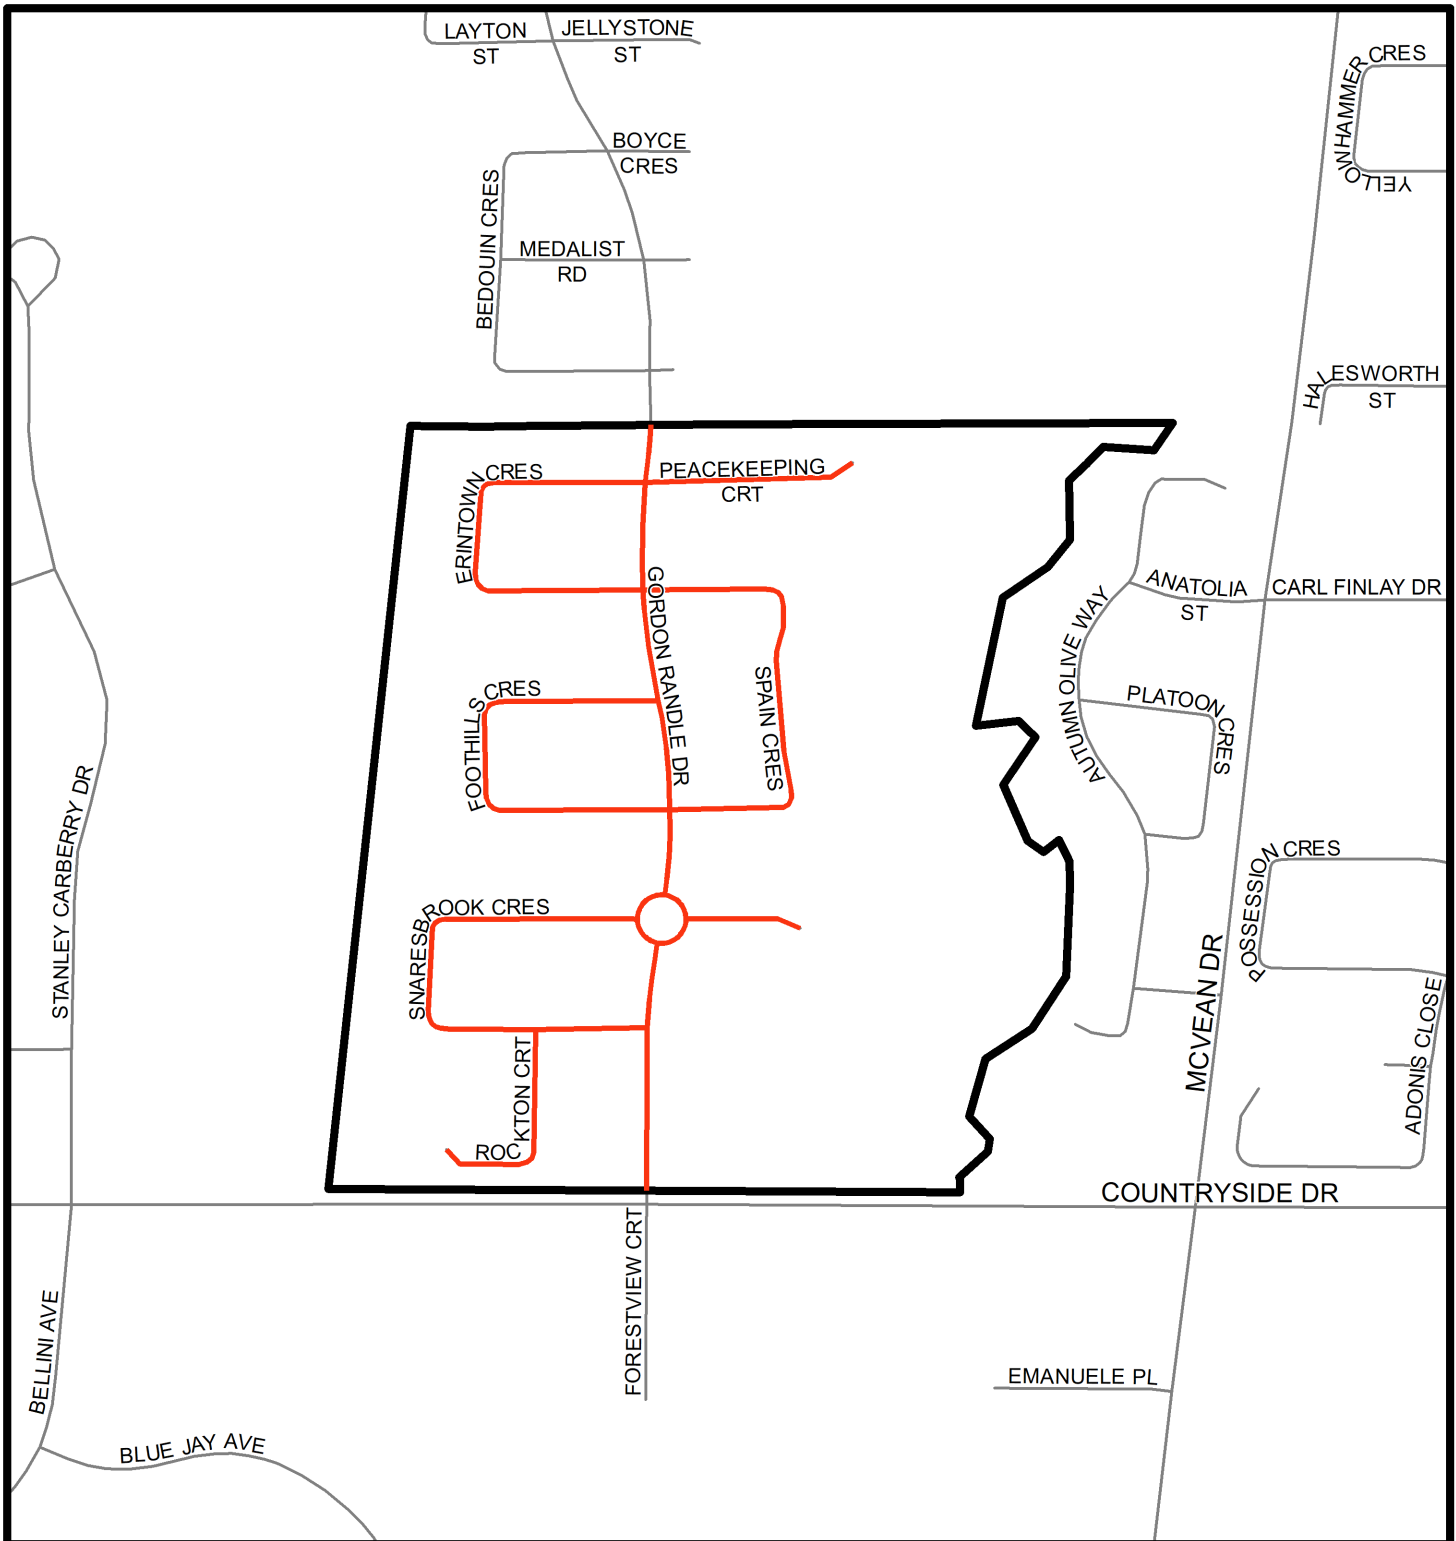 LAYTON
ST
JELLYSTONE
ST
YELLOWHAMMER CRES
BOYCE
CRES
BEDOUIN CRES
MEDALIST
RD
HALESWORTH
ST
ERINTOWN CRES
PEACEKEEPING
CRT
GORDON RANDLE DR
ANATOLIA
ST
CARL FINLAY DR
AUTUMN OLIVE WAY
SPAIN CRES
FOOTHILLS CRES
PLATOON CRES
STANLEY CARBERRY DR
POSSESSION CRES
SNARESBROOK CRES
MCVEAN DR
ADONIS CLOSE
ROCKTON CRT
COUNTRYSIDE DR
FORESTVIEW CRT
BELLINI AVE
EMANUELE PL
BLUE JAY AVE